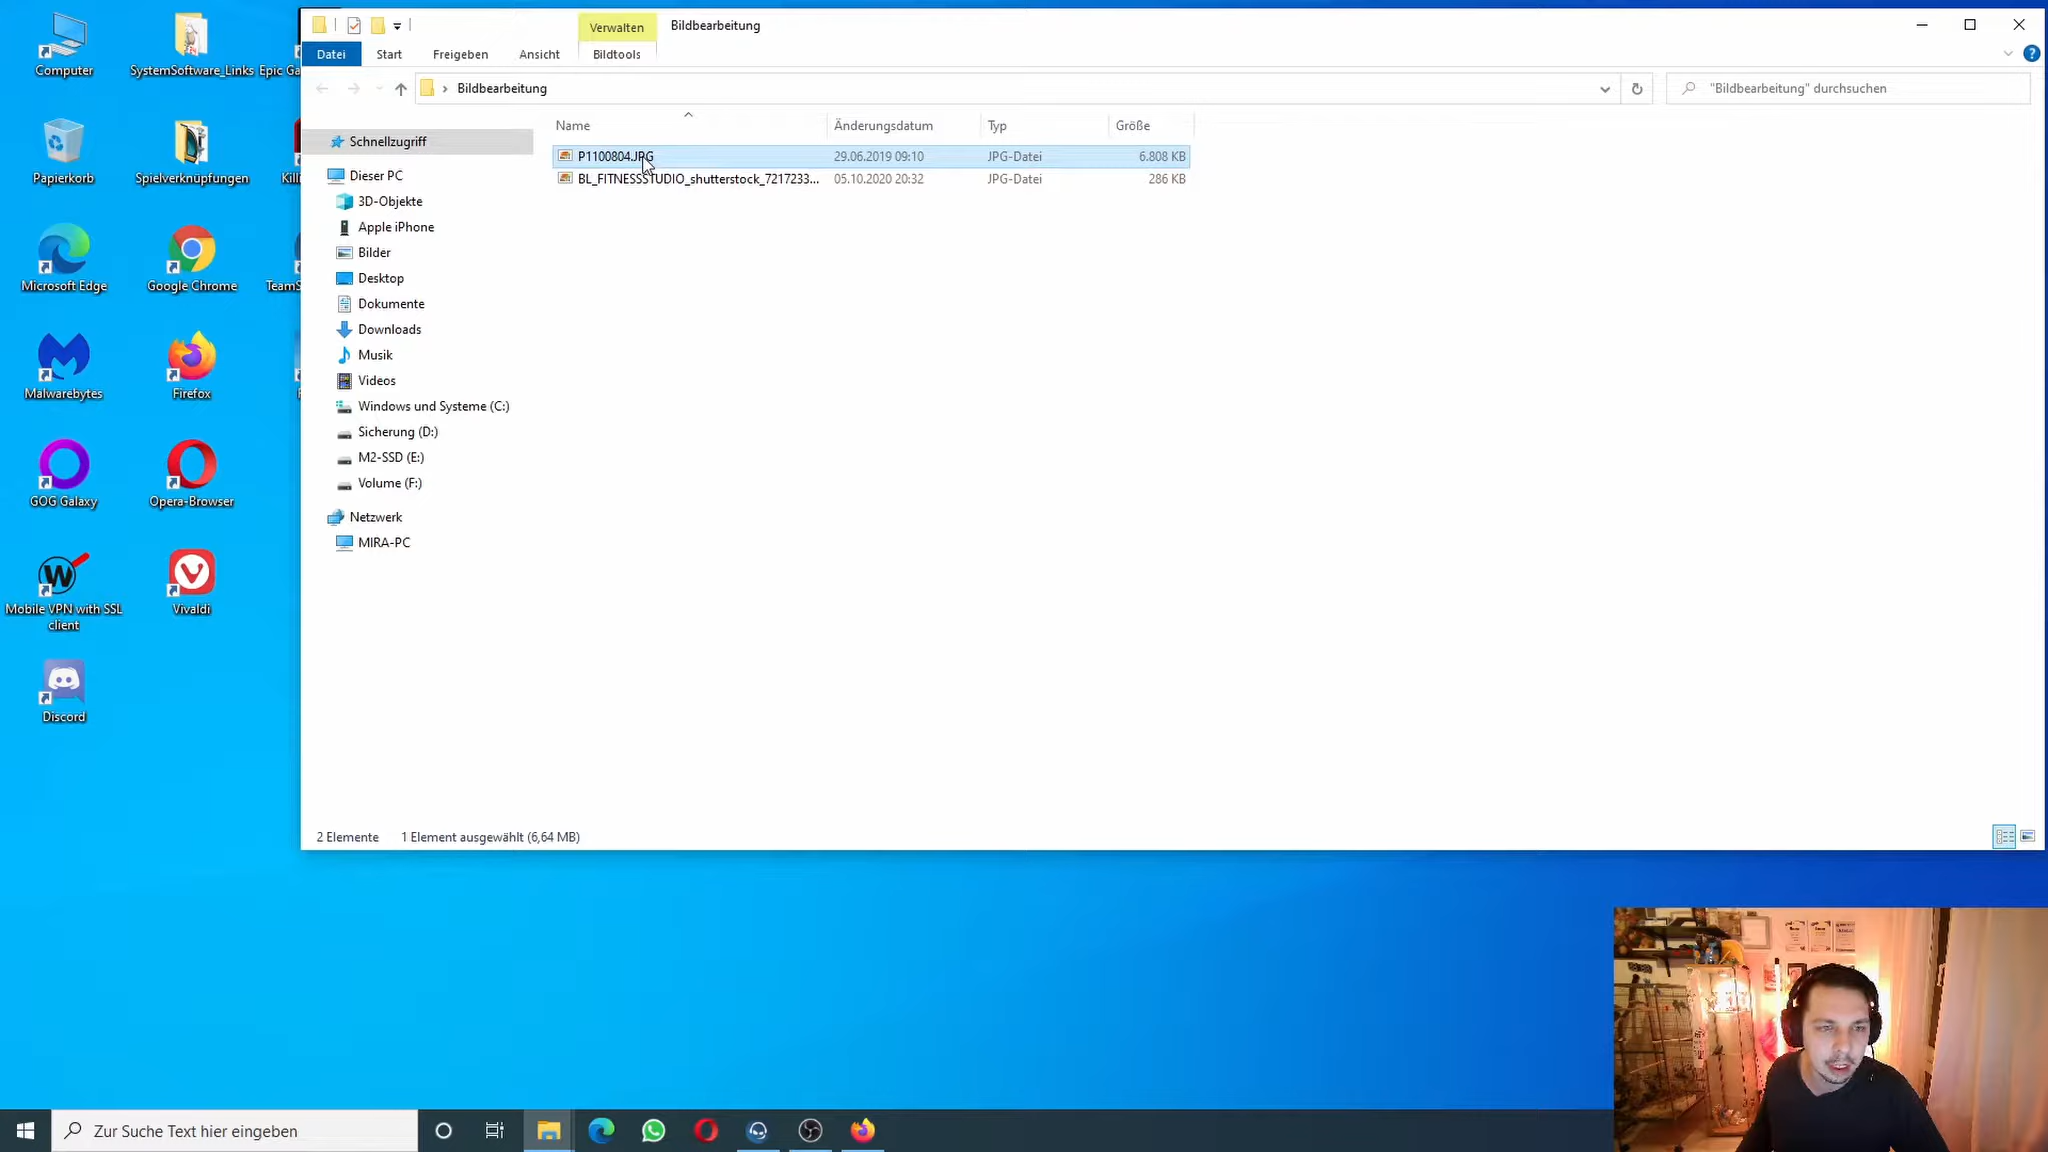 Verwalten
Bildbearbeitung
Datei
Start
Freigeben
Ansicht
Bildtools
Bildbearbeitung
"Bildbearbeitung" durchsuchen
Name
Änderungsdatum
Typ
Größe
P1100804.JPG
29.06.2019 09:10
JPG-Datei
6.808 KB
BL_FITNESSSTUDIO_shutterstock_7217233...
05.10.2020 20:32
JPG-Datei
286 KB
Schnellzugriff
Dieser PC
3D-Objekte
Apple iPhone
Bilder
Desktop
Dokumente
Downloads
Musik
Videos
Windows und Systeme (C:)
Sicherung (D:)
M2-SSD (E:)
Volume (F:)
Netzwerk
MIRA-PC
2 Elemente
1 Element ausgewählt (6,64 MB)
Computer
SystemSoftware_Links
Epic Ga
Papierkorb
Spielverknüpfungen
Killi
Microsoft Edge
Google Chrome
TeamS
Malwarebytes
Firefox
GOG Galaxy
Opera-Browser
Mobile VPN with SSL
client
Vivaldi
Discord
Zur Suche Text hier eingeben